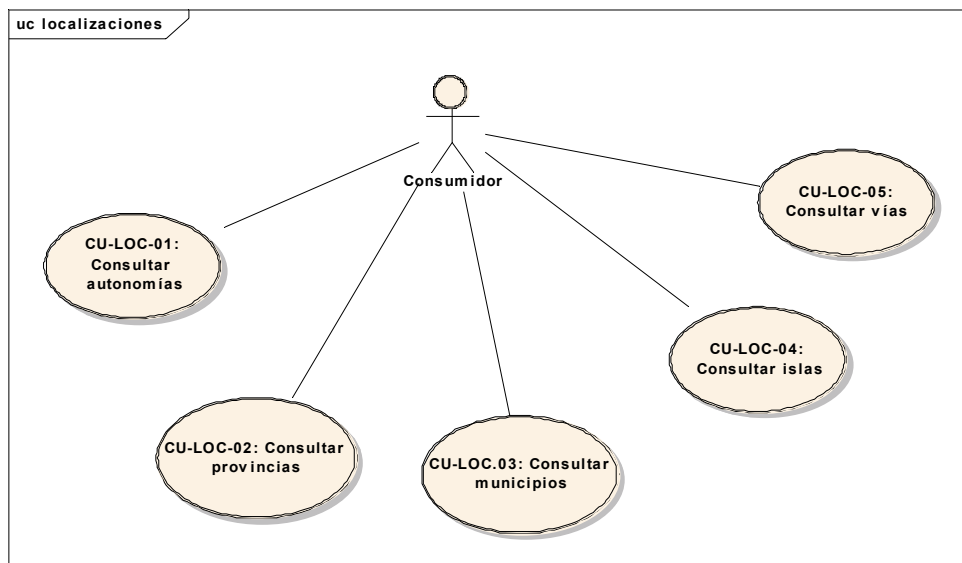 uc localizaciones
Consumidor
CU-LOC-05:
Consultar vías
CU-LOC-01:
Consultar
autonomías
CU-LOC-04:
Consultar islas
CU-LOC-02: Consultar
provincias
CU-LOC.03: Consultar
municipios